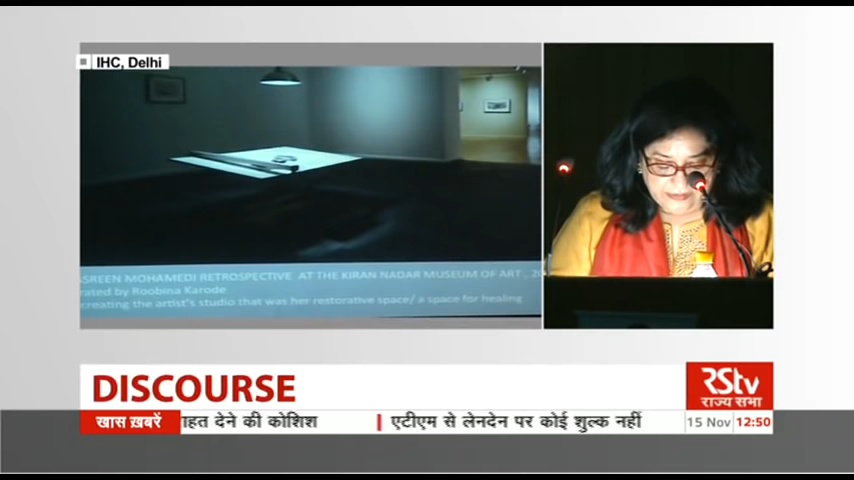 IHC, Delhi
ASREEN MOHAMEDI RETROSPECTIVE AT THE KIRAN NADAR MUSEUM OF ART , 20
rated by Roobina Karode
creating the artist's studio that was her restorative space/ a space for healing
DISCOURSE
RStv
राज्य सभा
खास ख़बरें
ाहत देने की कोशिश
एटीएम से लेनदेन पर कोई शुल्क नहीं
15 Nov 12:50